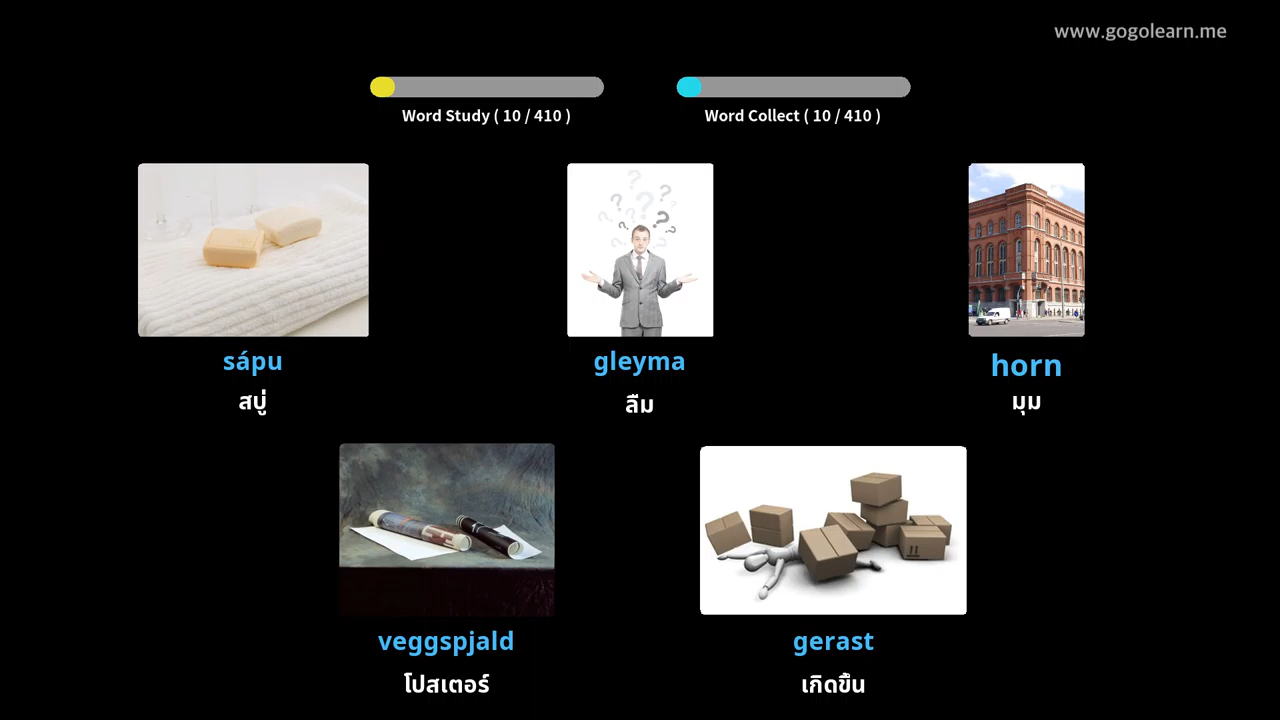 www.gogolearn.me
Word Study ( 10 / 410 )
Word Collect ( 10 / 410 )
sápu
สบู่
gleyma
ลืม
horn
มุม
veggspjald
โปสเตอร์
gerast
เกิดขึ้น